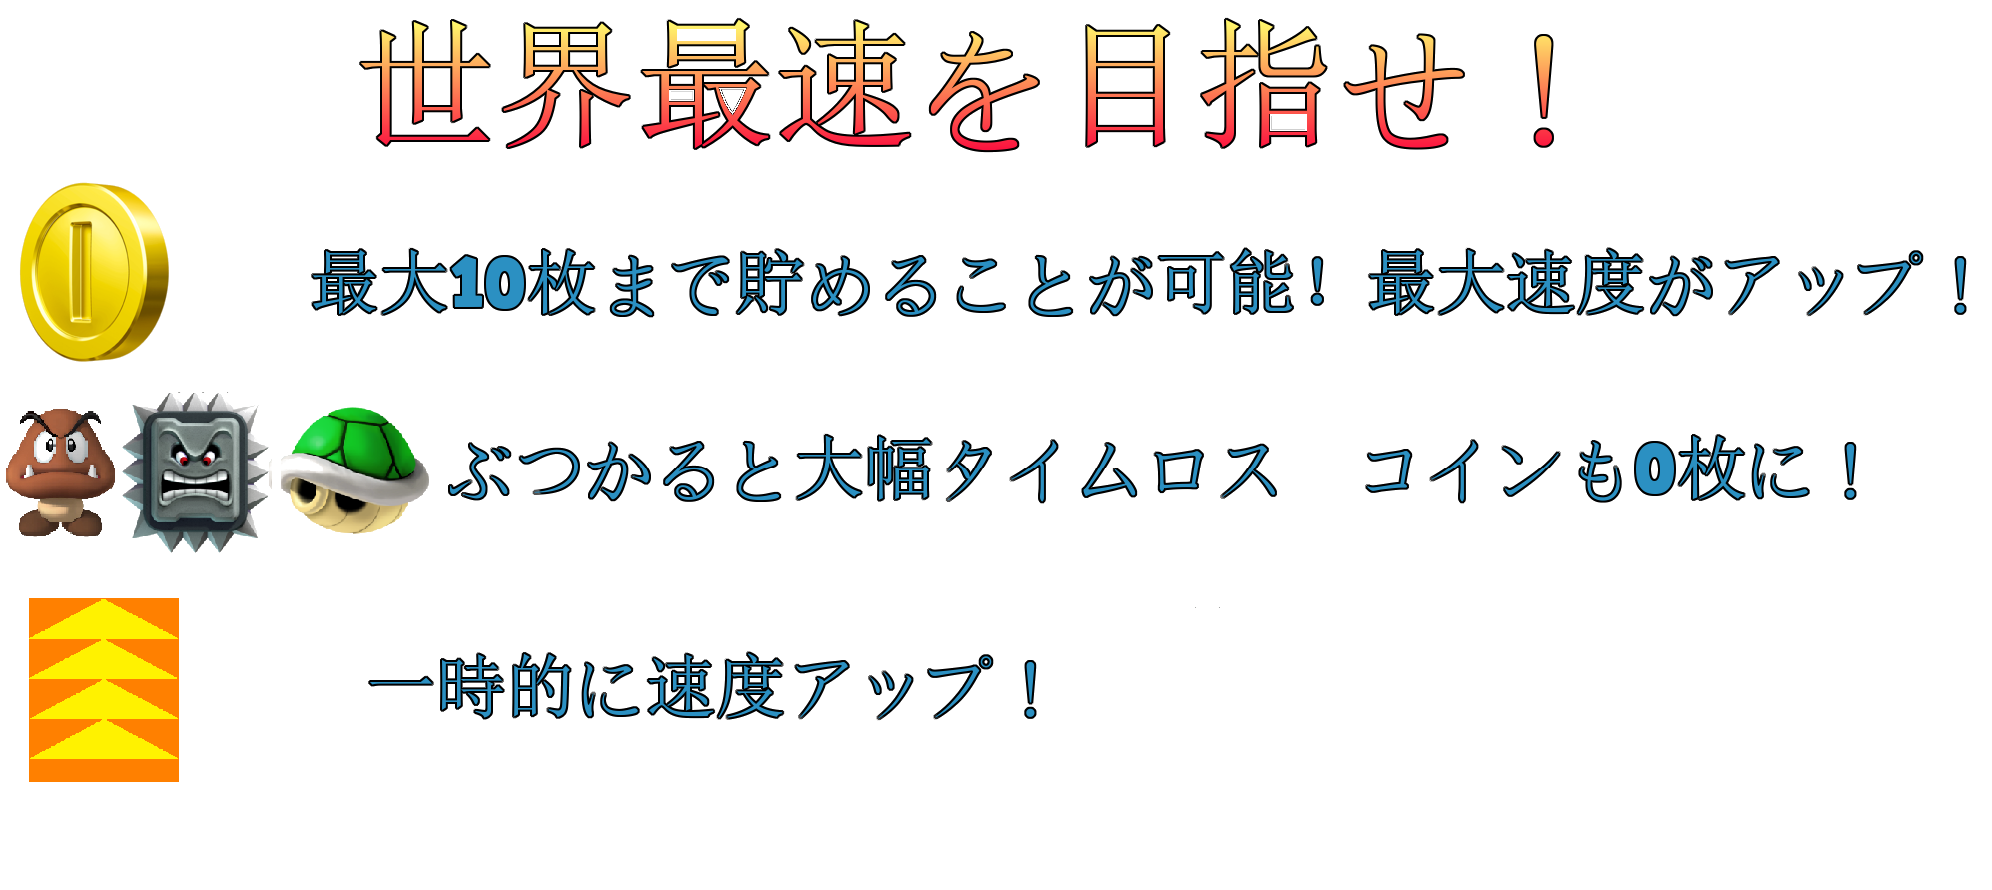 世界最速を目指せ！
最大10枚まで貯めることが可能！最大速度がアップ！
ぶつかると大幅タイムロス　コインも0枚に！
一時的に速度アップ！